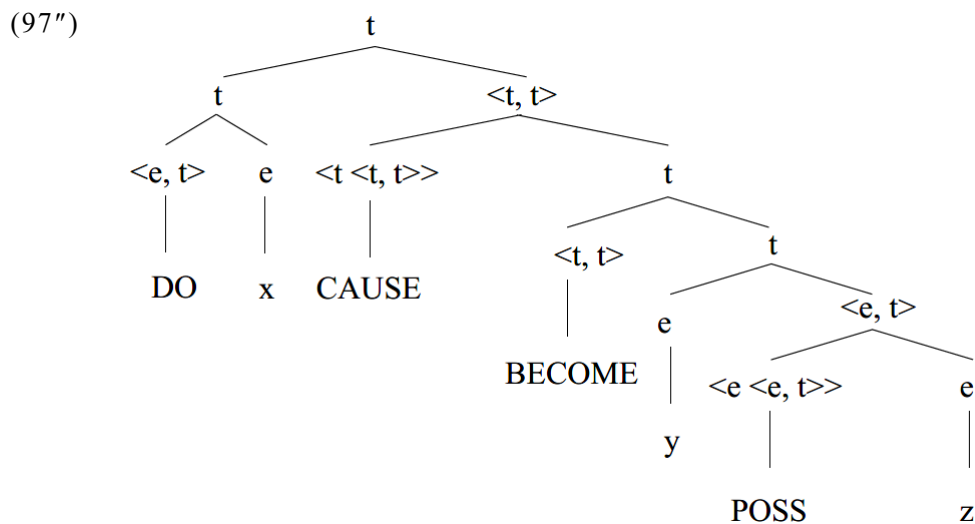 (97″)
t
t <t, t>
<e, t> e <t <t, t>> t
<t, t> t
DO x CAUSE
e <e, t>
BECOME <e <e, t>> e
y
POSS z